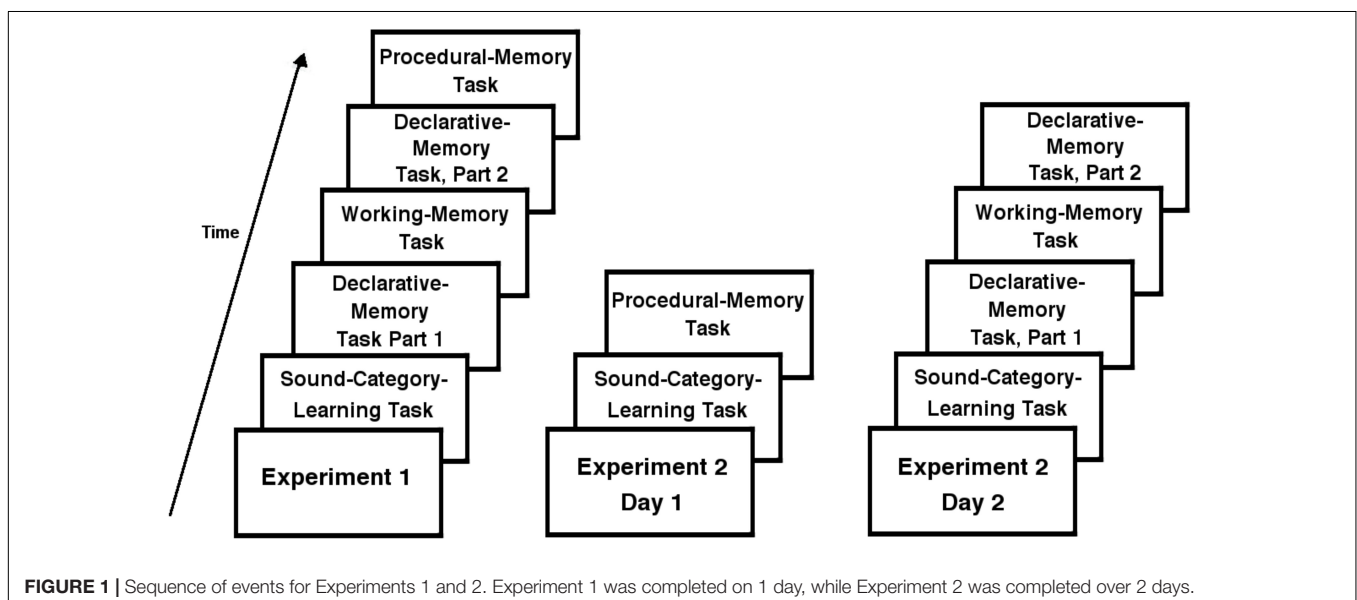 Procedural-Memory
Task
Declarative-
Memory
Task, Part 2
Working-Memory
Task
Declarative-
Memory
Task Part 1
Sound-Category-
Learning Task
Experiment 1
Time
Procedural-Memory
Task
Sound-Category-
Learning Task
Experiment 2
Day 1
Declarative-
Memory
Task, Part 2
Working-Memory
Task
Declarative-
Memory
Task, Part 1
Sound-Category-
Learning Task
Experiment 2
Day 2
FIGURE 1 | Sequence of events for Experiments 1 and 2. Experiment 1 was completed on 1 day, while Experiment 2 was completed over 2 days.